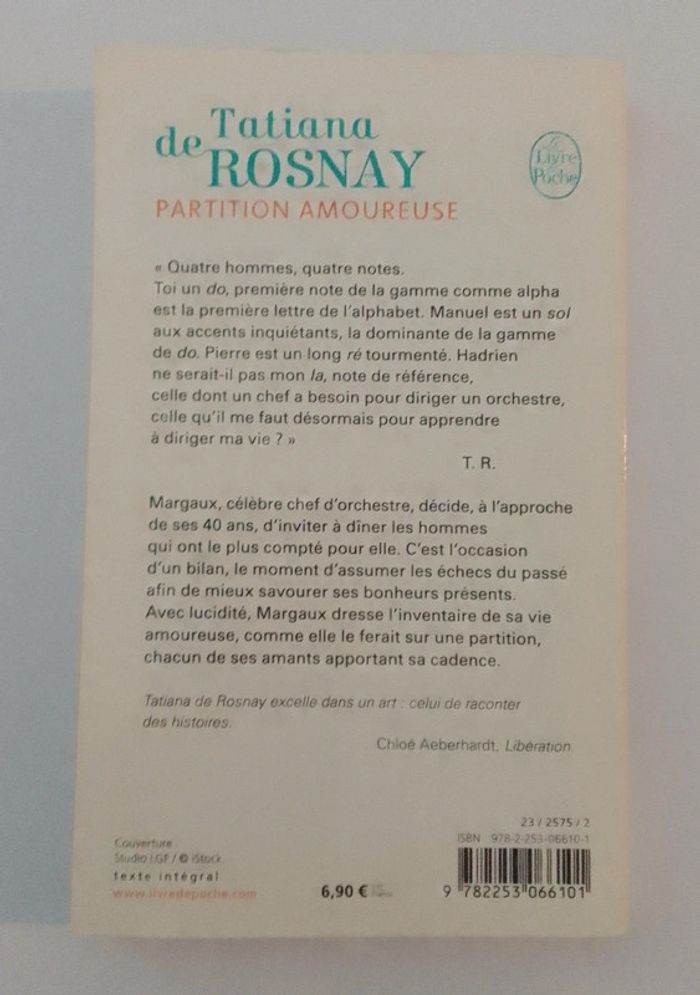 Tatiana
de ROSNAY
PARTITION AMOUREUSE
Le
Livre
de
Poche
« Quatre hommes, quatre notes.
Toi un do, première note de la gamme comme alpha
est la première lettre de l'alphabet. Manuel est un sol
aux accents inquiétants, la dominante de la gamme
de do. Pierre est un long ré tourmenté. Hadrien
ne serait-il pas mon la, note de référence,
celle dont un chef a besoin pour diriger un orchestre,
celle qu'il me faut désormais pour apprendre
à diriger ma vie ? »
T. R.
Margaux, célèbre chef d'orchestre, décide, à l'approche
de ses 40 ans, d'inviter à dîner les hommes
qui ont le plus compté pour elle. C'est l'occasion
d'un bilan, le moment d'assumer les échecs du passé
afin de mieux savourer ses bonheurs présents.
Avec lucidité, Margaux dresse l'inventaire de sa vie
amoureuse, comme elle le ferait sur une partition,
chacun de ses amants apportant sa cadence.
Tatiana de Rosnay excelle dans un art : celui de raconter
des histoires.
Chloé Aeberhardt, Libération
Couverture :
Studio LGF / © iStock.
texte intégral
www.livredepoche.com
6,90 €
23 / 2575 / 2
ISBN 978-2-253-06610-1
9 782253 066101